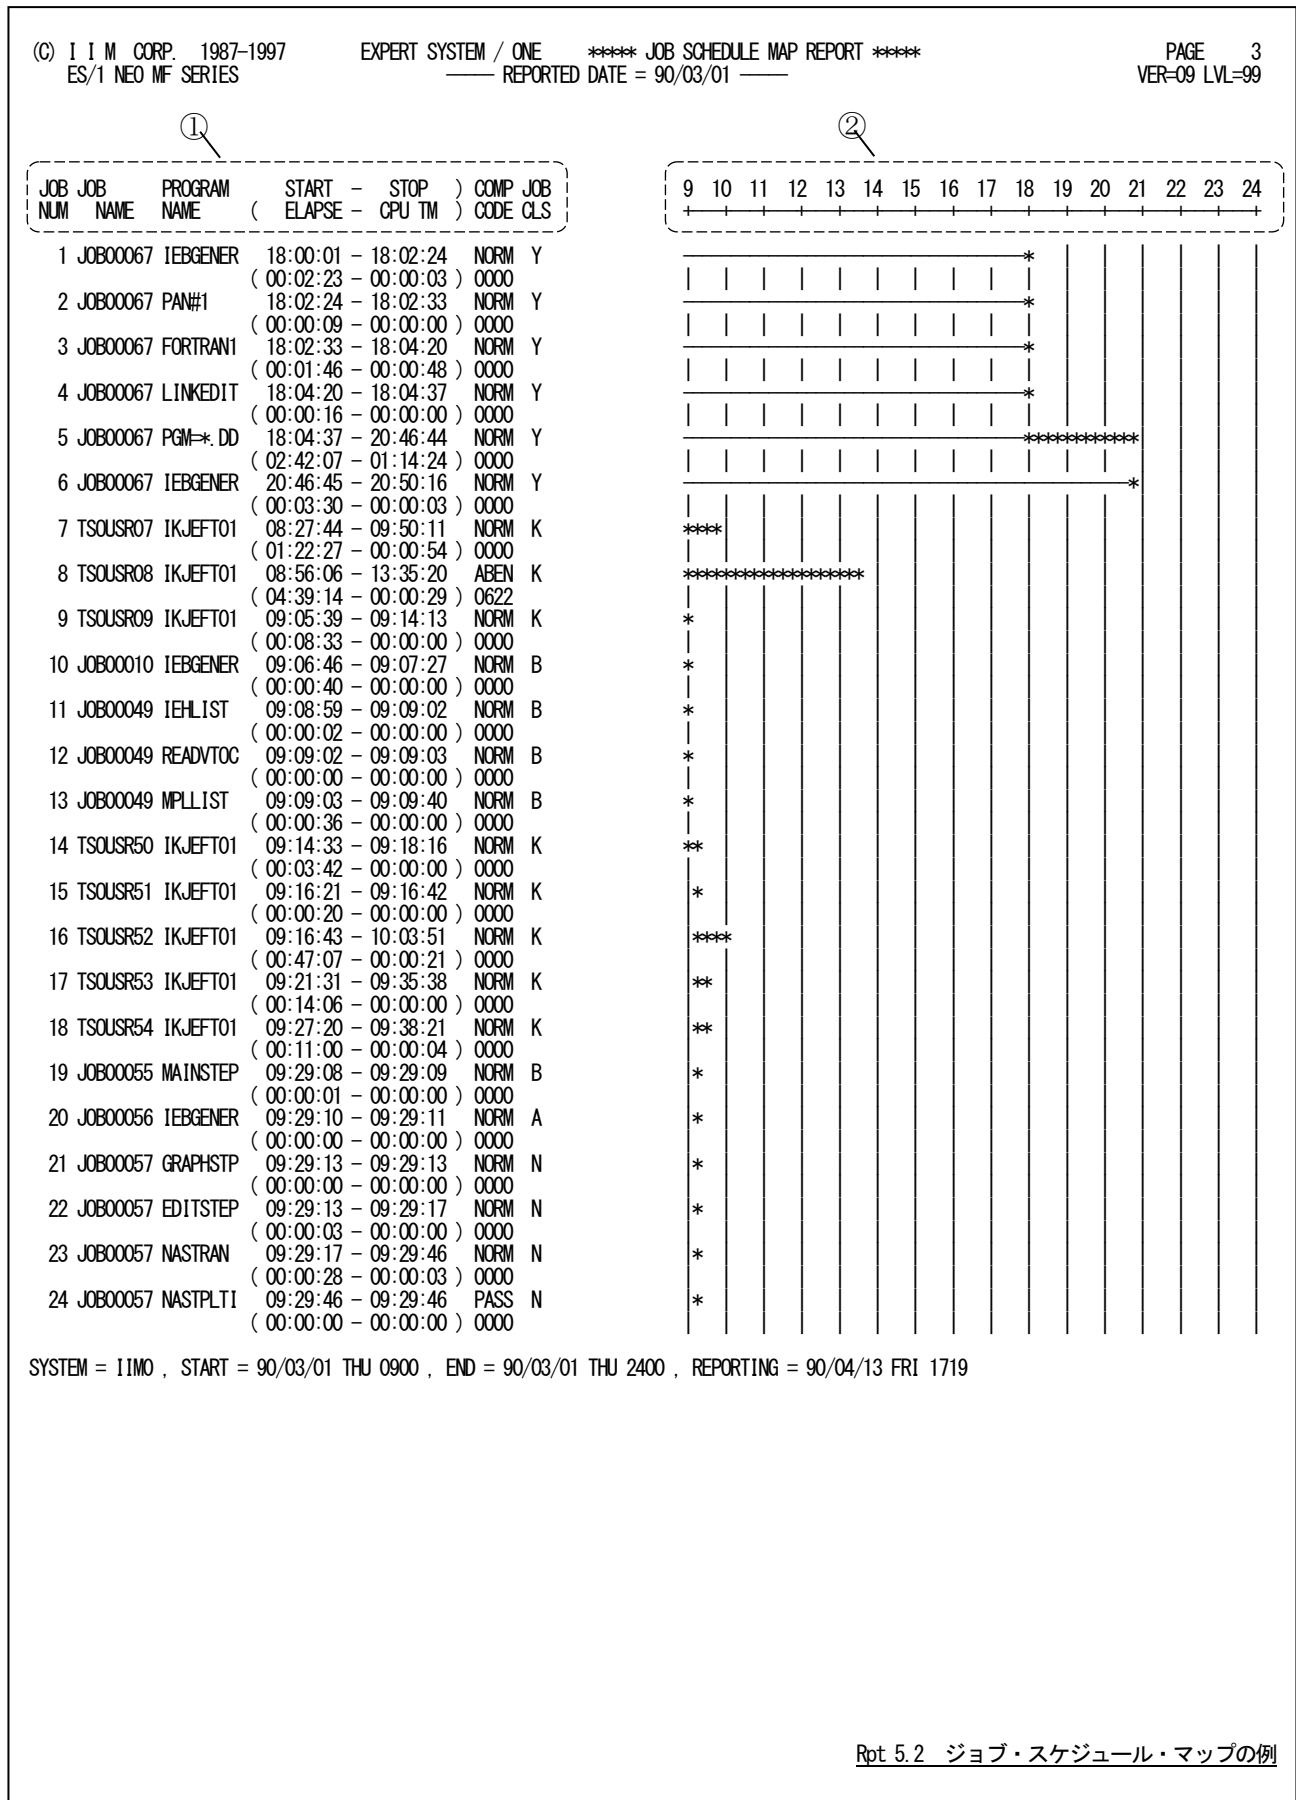 (C) I I M CORP. 1987-1997 EXPERT SYSTEM / ONE ***** JOB SCHEDULE MAP REPORT ***** PAGE 3
ES/1 NEO MF SERIES ----- REPORTED DATE = 90/03/01 ----- VER=09 LVL=99
① ②
JOB JOB PROGRAM START - STOP ) COMP JOB 9 10 11 12 13 14 15 16 17 18 19 20 21 22 23 24
NUM NAME NAME ( ELAPSE - CPU TM ) CODE CLS +---+---+---+---+---+---+---+---+---+---+---+---+---+---+---+
1 JOB00067 IEBGENER 18:00:01 - 18:02:24 NORM Y ------------------------------------*
( 00:02:23 - 00:00:03 ) 0000
2 JOB00067 PAN#1 18:02:24 - 18:02:33 NORM Y ------------------------------------*
( 00:00:09 - 00:00:00 ) 0000
3 JOB00067 FORTRAN1 18:02:33 - 18:04:20 NORM Y ------------------------------------*
( 00:01:46 - 00:00:48 ) 0000
4 JOB00067 LINKEDIT 18:04:20 - 18:04:37 NORM Y ------------------------------------*
( 00:00:16 - 00:00:00 ) 0000
5 JOB00067 PGM=*.DD 18:04:37 - 20:46:44 NORM Y ------------------------------------************
( 02:42:07 - 01:14:24 ) 0000
6 JOB00067 IEBGENER 20:46:45 - 20:50:16 NORM Y -----------------------------------------------*
( 00:03:30 - 00:00:03 ) 0000
7 TSOUSR07 IKJEFT01 08:27:44 - 09:50:11 NORM K ****
( 01:22:27 - 00:00:54 ) 0000
8 TSOUSR08 IKJEFT01 08:56:06 - 13:35:20 ABEN K *******************
( 04:39:14 - 00:00:29 ) 0622
9 TSOUSR09 IKJEFT01 09:05:39 - 09:14:13 NORM K *
( 00:08:33 - 00:00:00 ) 0000
10 JOB00010 IEBGENER 09:06:46 - 09:07:27 NORM B *
( 00:00:40 - 00:00:00 ) 0000
11 JOB00049 IEHLIST 09:08:59 - 09:09:02 NORM B *
( 00:00:02 - 00:00:00 ) 0000
12 JOB00049 READVTOC 09:09:02 - 09:09:03 NORM B *
( 00:00:00 - 00:00:00 ) 0000
13 JOB00049 MPLLIST 09:09:03 - 09:09:40 NORM B *
( 00:00:36 - 00:00:00 ) 0000
14 TSOUSR50 IKJEFT01 09:14:33 - 09:18:16 NORM K **
( 00:03:42 - 00:00:00 ) 0000
15 TSOUSR51 IKJEFT01 09:16:21 - 09:16:42 NORM K *
( 00:00:20 - 00:00:00 ) 0000
16 TSOUSR52 IKJEFT01 09:16:43 - 10:03:51 NORM K ****
( 00:47:07 - 00:00:21 ) 0000
17 TSOUSR53 IKJEFT01 09:21:31 - 09:35:38 NORM K **
( 00:14:06 - 00:00:00 ) 0000
18 TSOUSR54 IKJEFT01 09:27:20 - 09:38:21 NORM K **
( 00:11:00 - 00:00:04 ) 0000
19 JOB00055 MAINSTEP 09:29:08 - 09:29:09 NORM B *
( 00:00:01 - 00:00:00 ) 0000
20 JOB00056 IEBGENER 09:29:10 - 09:29:11 NORM A *
( 00:00:00 - 00:00:00 ) 0000
21 JOB00057 GRAPHSTP 09:29:13 - 09:29:13 NORM N *
( 00:00:00 - 00:00:00 ) 0000
22 JOB00057 EDITSTEP 09:29:13 - 09:29:17 NORM N *
( 00:00:03 - 00:00:00 ) 0000
23 JOB00057 NASTRAN 09:29:17 - 09:29:46 NORM N *
( 00:00:28 - 00:00:03 ) 0000
24 JOB00057 NASTPLTI 09:29:46 - 09:29:46 PASS N *
( 00:00:00 - 00:00:00 ) 0000
SYSTEM = IIM0 , START = 90/03/01 THU 0900 , END = 90/03/01 THU 2400 , REPORTING = 90/04/13 FRI 1719
Rpt 5.2 ジョブ・スケジュール・マップの例